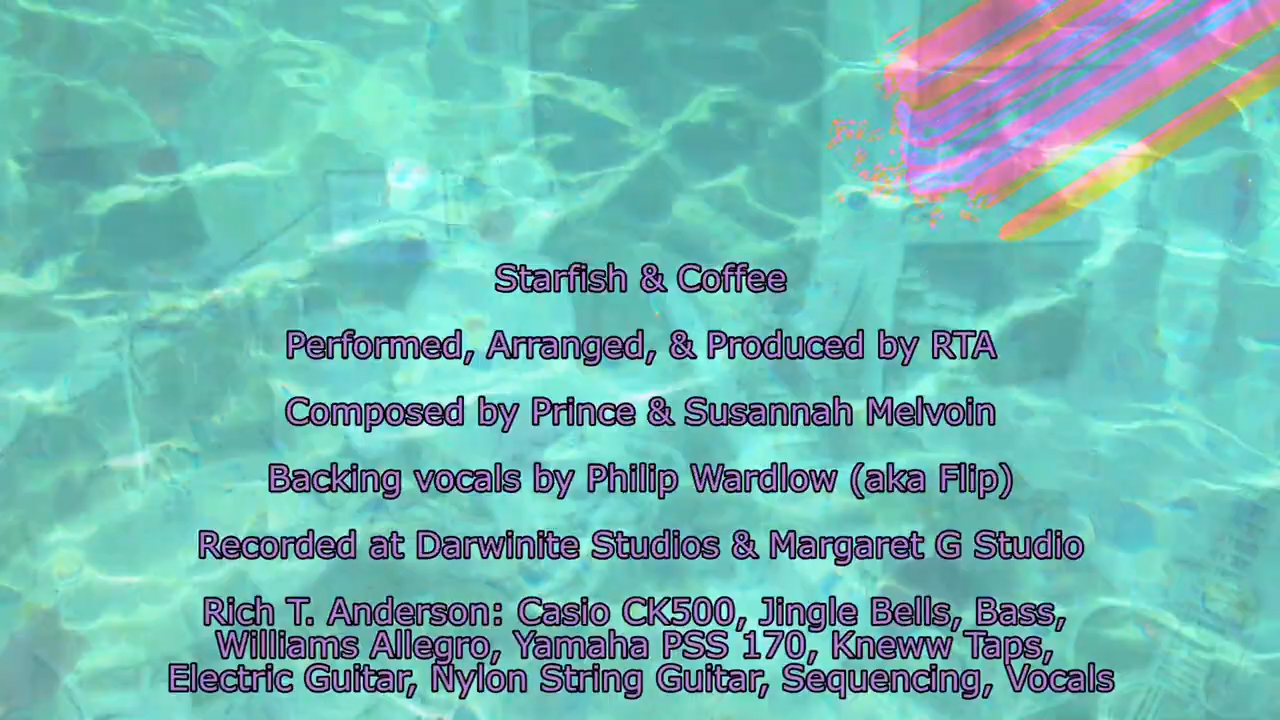 Starfish & Coffee
Performed, Arranged, & Produced by RTA
Composed by Prince & Susannah Melvoin
Backing vocals by Philip Wardlow (aka Flip)
Recorded at Darwinite Studios & Margaret G Studio
Rich T. Anderson: Casio CK500, Jingle Bells, Bass,
Williams Allegro, Yamaha PSS 170, Kneww Taps,
Electric Guitar, Nylon String Guitar, Sequencing, Vocals